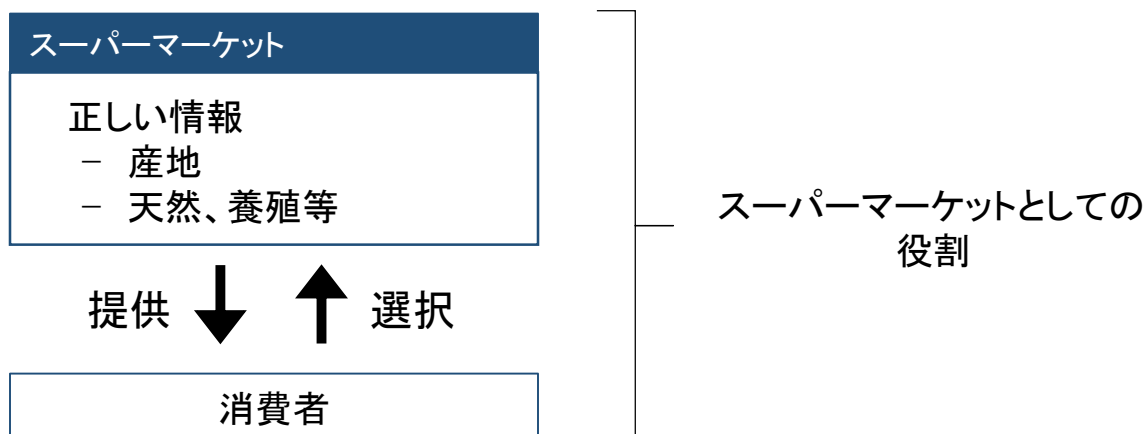 スーパーマーケット
正しい情報
− 産地
− 天然、養殖等
提供
選択
消費者
スーパーマーケットとしての
役割